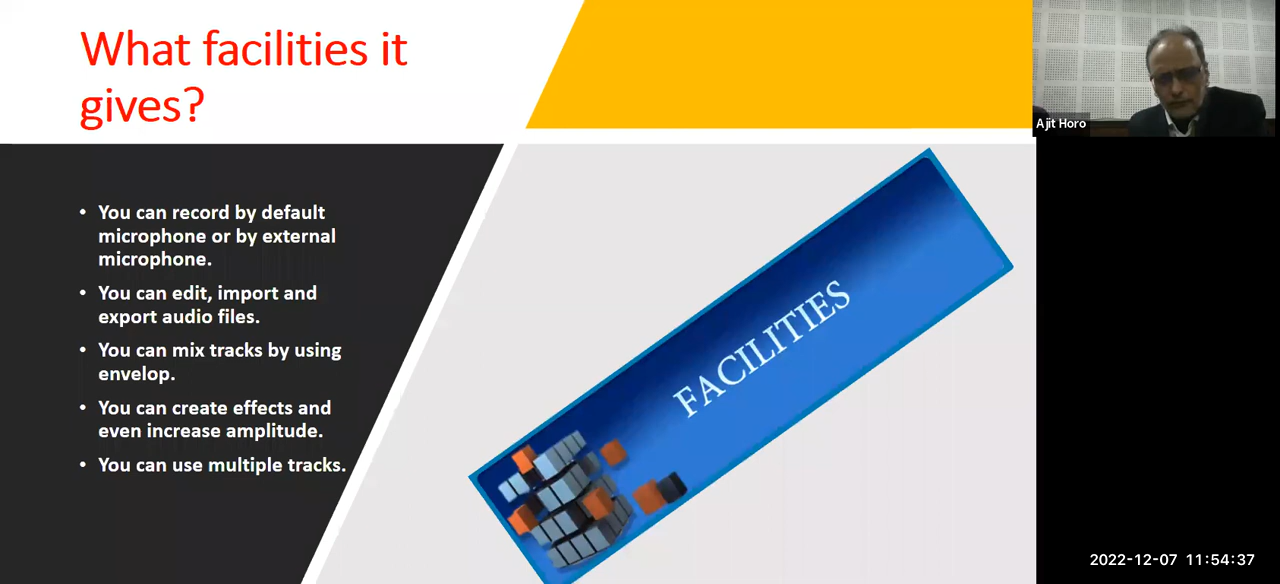 What facilities it
gives?
Ajit Horo
• You can record by default
microphone or by external
microphone.
• You can edit, import and
export audio files.
• You can mix tracks by using
envelop.
• You can create effects and
even increase amplitude.
• You can use multiple tracks.
FACILITIES
2022-12-07 11:54:37